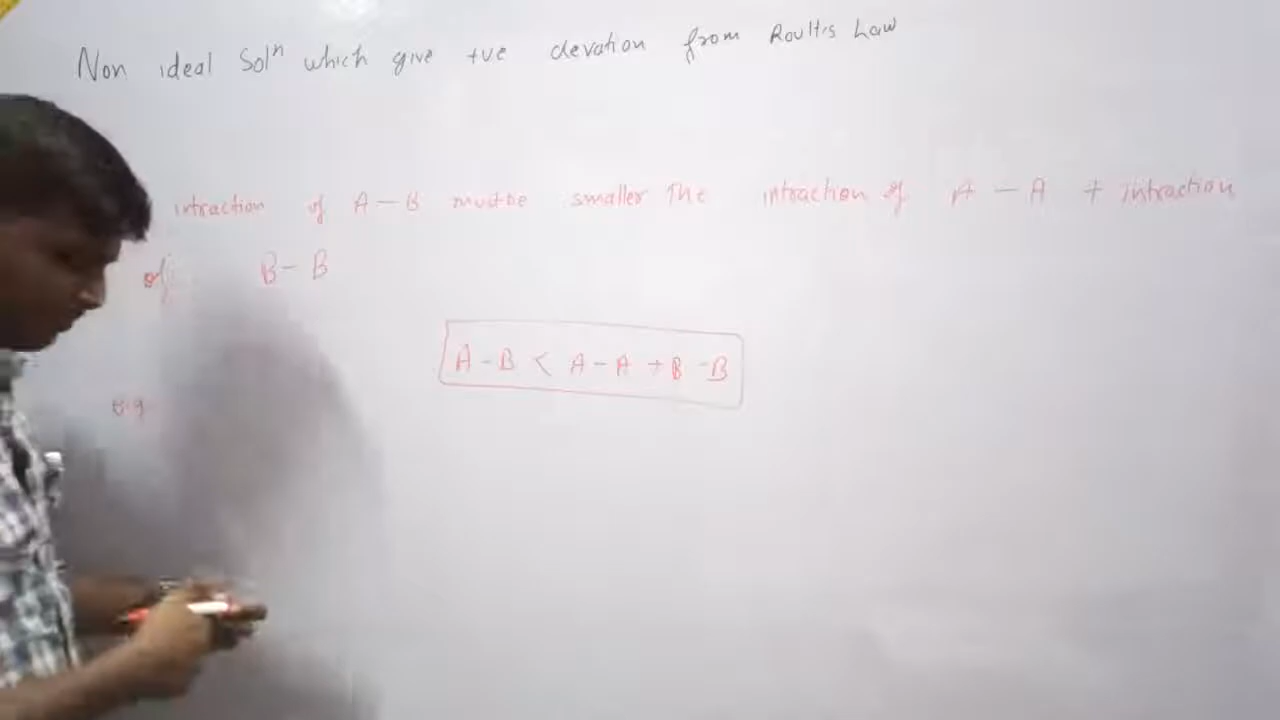 Non ideal Solⁿ which give +ve devation from Roultis Law
intraction of A - B must be smaller the intraction of A - A + intraction
of B - B
A - B < A - A + B - B
e.g.